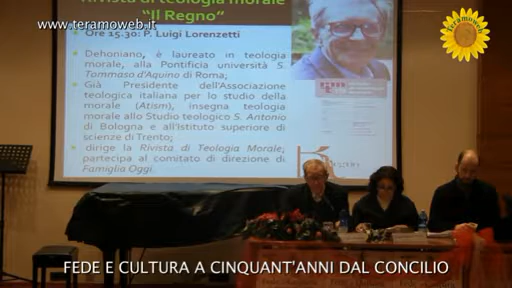 www.teramoweb.it
teramoweb
Rivista di teologia morale
"Il Regno"
• Ore 15.30: P. Luigi Lorenzetti
• Dehoniano, è laureato in teologia
morale, alla Pontificia università S.
Tommaso d'Aquino di Roma;
• Già Presidente dell'Associazione
teologica italiana per lo studio della
morale (Atism), insegna teologia
morale allo Studio teologico S. Antonio
di Bologna e all'Istituto superiore di
scienze di Trento;
• dirige la Rivista di Teologia Morale;
partecipa al comitato di direzione di
Famiglia Oggi.
FEDE E CULTURA A CINQUANT'ANNI DAL CONCILIO